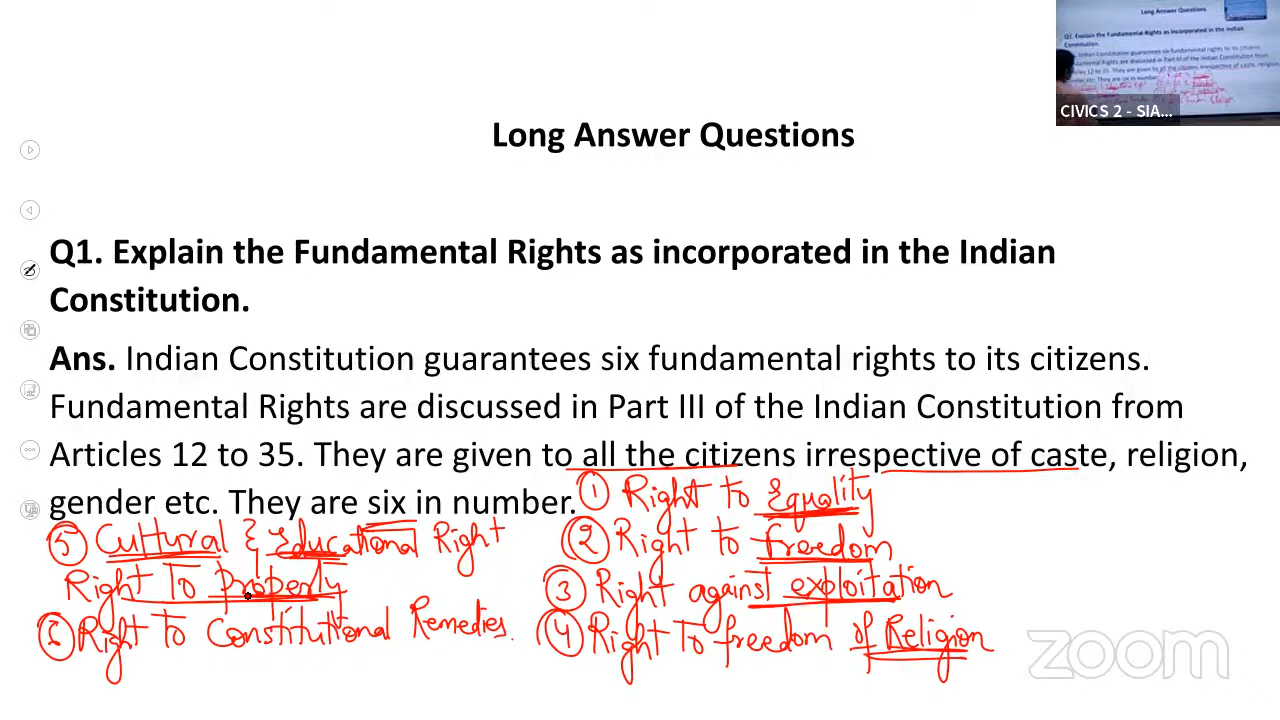 Long Answer Questions
CIVICS 2 - SIA...
Long Answer Questions
Q1. Explain the Fundamental Rights as incorporated in the Indian
Constitution.
Ans. Indian Constitution guarantees six fundamental rights to its citizens.
Fundamental Rights are discussed in Part III of the Indian Constitution from
Articles 12 to 35. They are given to all the citizens irrespective of caste, religion,
gender etc. They are six in number.
① Right to Equality
② Right to freedom
③ Right against exploitation
④ Right To freedom of Religion
⑤ Cultural & Educational Right
Right To Property
⑥ Right To Constitutional Remedies.
zoom